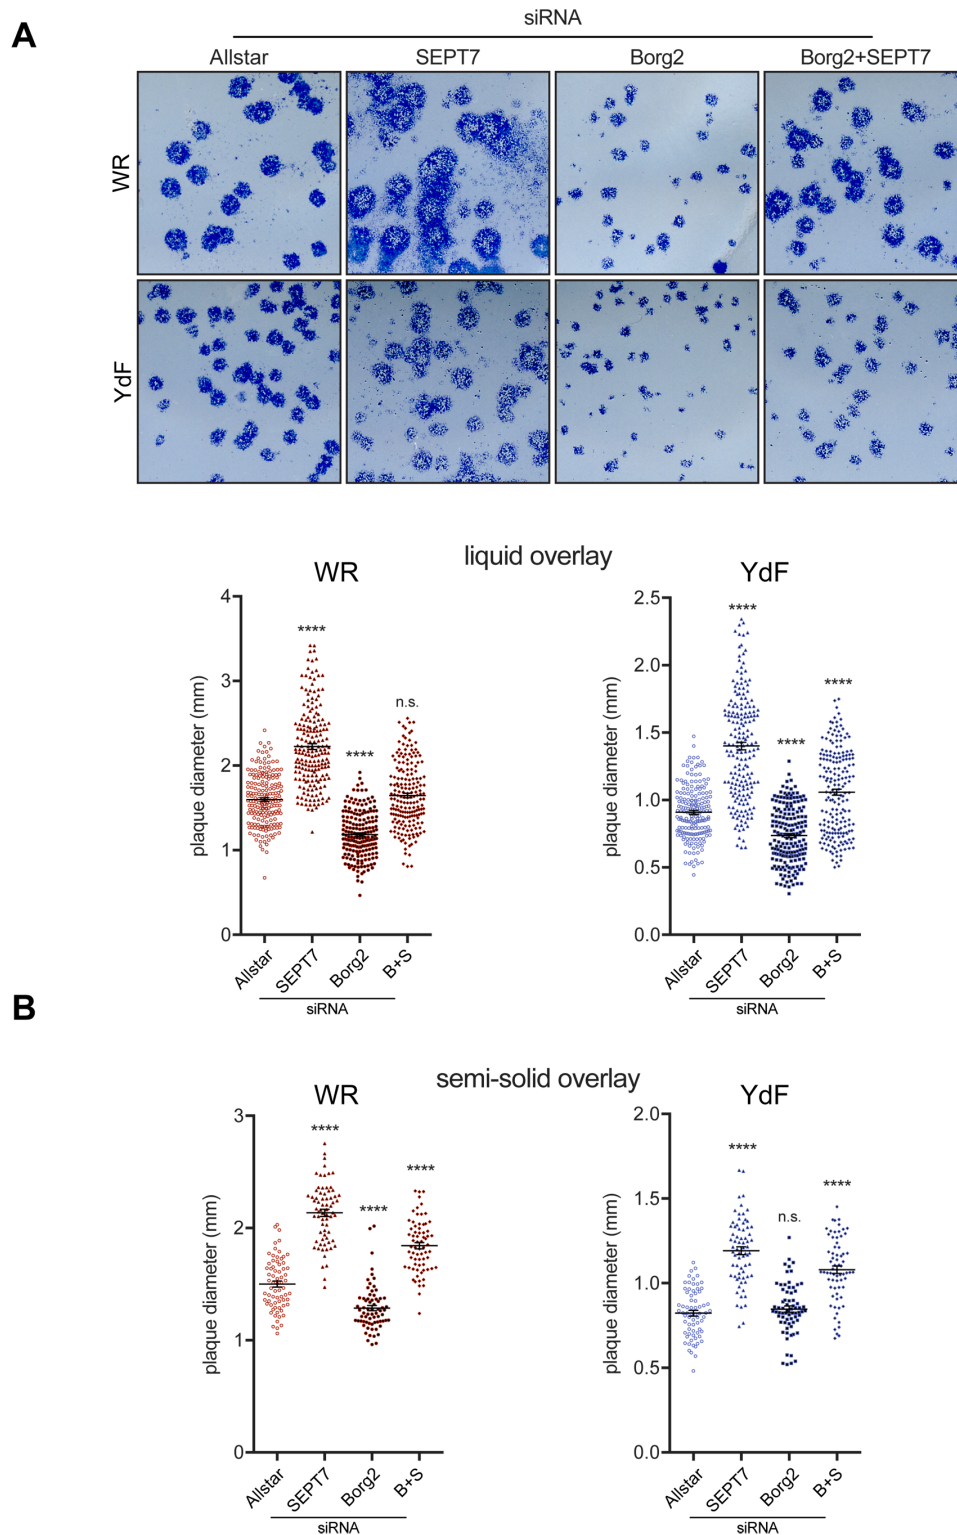 A
siRNA
Allstar SEPT7 Borg2 Borg2+SEPT7
WR
YdF
liquid overlay
WR YdF
plaque diameter (mm)
4
3
2
1
0
****
****
n.s.
Allstar SEPT7 Borg2 B+S
siRNA
plaque diameter (mm)
2.5
2.0
1.5
1.0
0.5
0.0
****
****
****
Allstar SEPT7 Borg2 B+S
siRNA
B
semi-solid overlay
WR YdF
plaque diameter (mm)
3
2
1
0
****
****
****
Allstar SEPT7 Borg2 B+S
siRNA
plaque diameter (mm)
2.0
1.5
1.0
0.5
0.0
****
n.s.
****
Allstar SEPT7 Borg2 B+S
siRNA